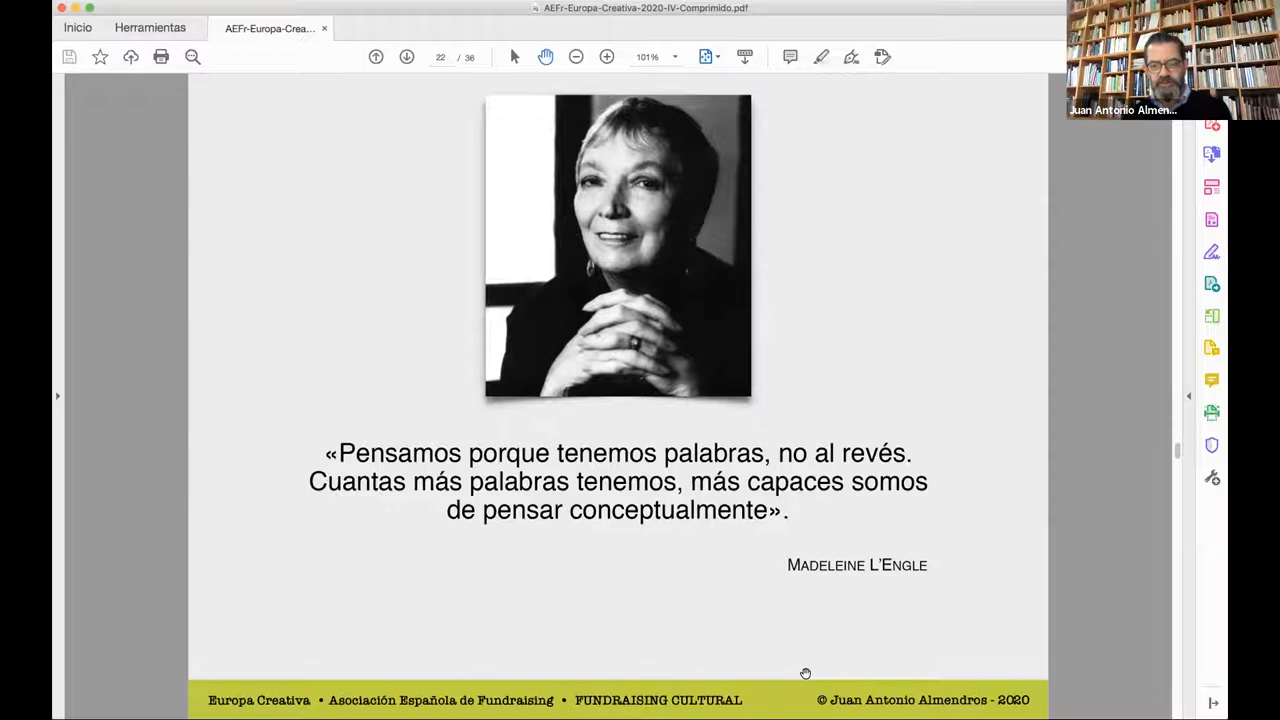 AEFr-Europa-Creativa-2020-IV-Comprimido.pdf
Inicio
Herramientas
AEFr-Europa-Crea...
22 / 36
101%
Juan Antonio Almen...
«Pensamos porque tenemos palabras, no al revés.
Cuantas más palabras tenemos, más capaces somos
de pensar conceptualmente».
MADELEINE L’ENGLE
Europa Creativa • Asociación Española de Fundraising • FUNDRAISING CULTURAL
© Juan Antonio Almendros - 2020